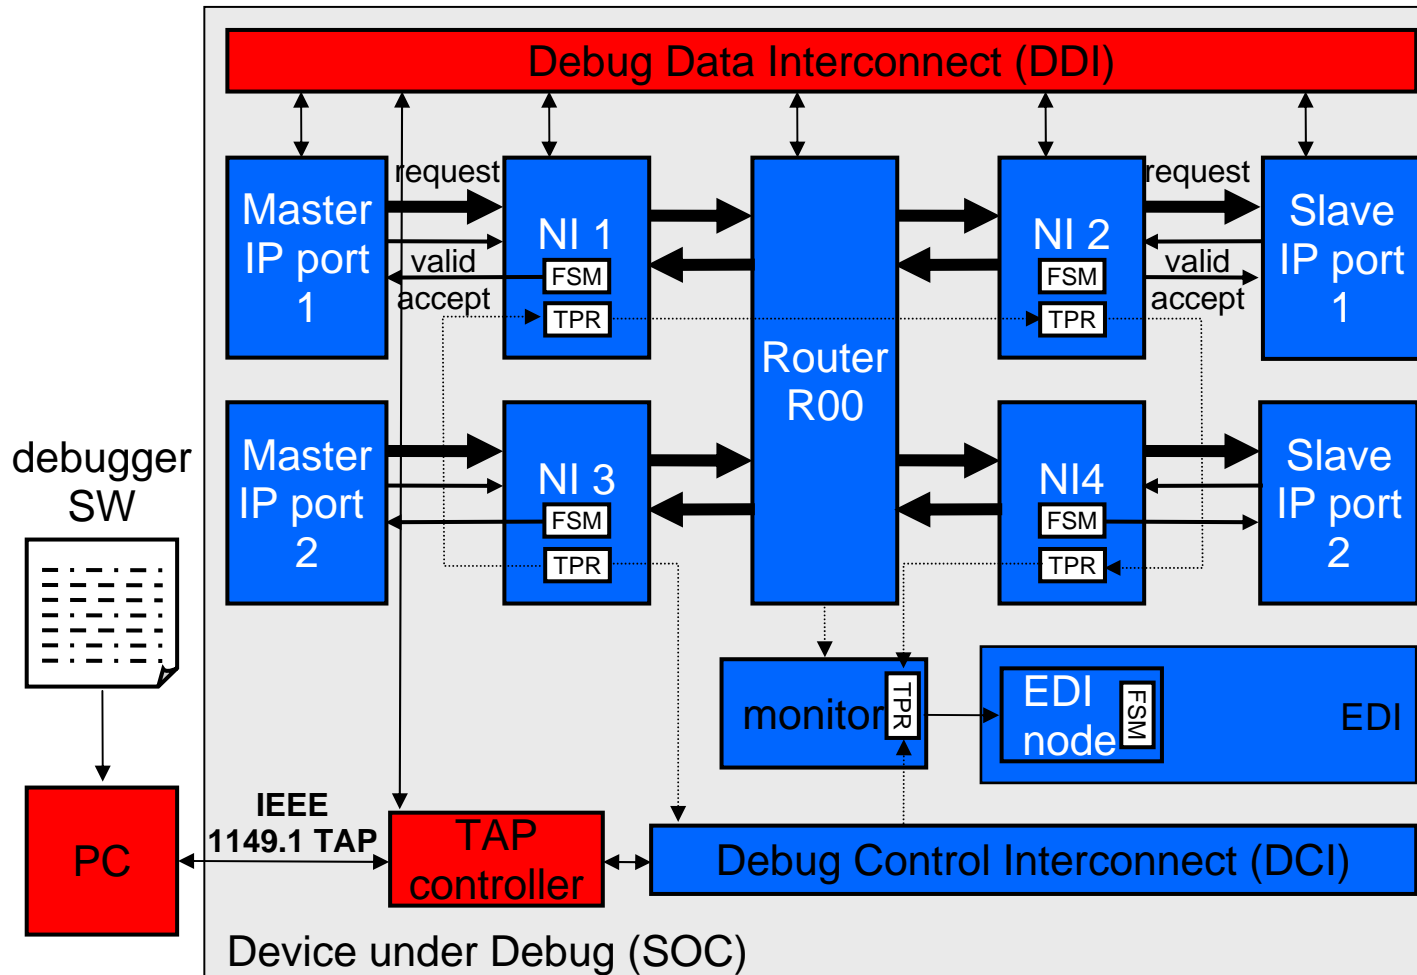 Debug Data Interconnect (DDI)
request
request
Master
IP port
1
NI 1
NI 2
Slave
IP port
1
valid
accept
valid
accept
FSM
TPR
FSM
TPR
Router
R00
debugger
SW
Master
IP port
2
NI 3
NI4
Slave
IP port
2
FSM
TPR
FSM
TPR
monitor
TPR
EDI
node
FSM
EDI
PC
IEEE
1149.1 TAP
TAP
controller
Debug Control Interconnect (DCI)
Device under Debug (SOC)